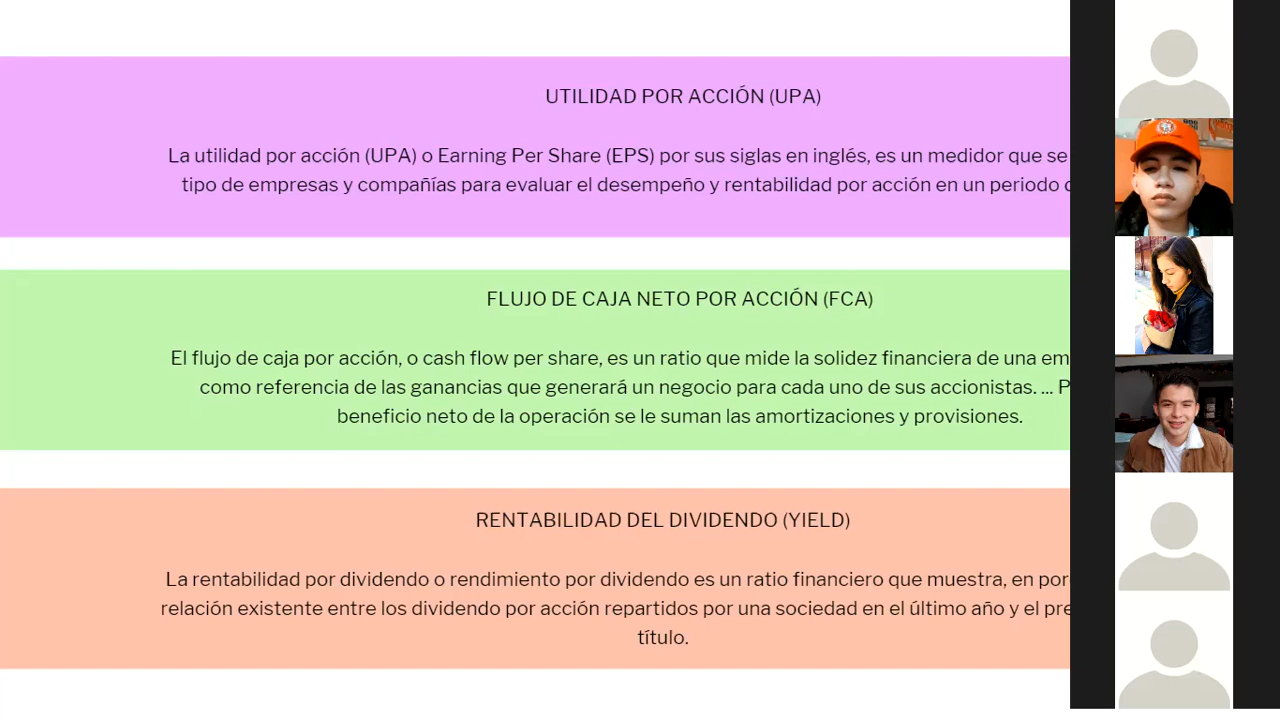 UTILIDAD POR ACCIÓN (UPA)
La utilidad por acción (UPA) o Earning Per Share (EPS) por sus siglas en inglés, es un medidor que se
tipo de empresas y compañías para evaluar el desempeño y rentabilidad por acción en un periodo
FLUJO DE CAJA NETO POR ACCIÓN (FCA)
El flujo de caja por acción, o cash flow per share, es un ratio que mide la solidez financiera de una
como referencia de las ganancias que generará un negocio para cada uno de sus accionistas. ...
beneficio neto de la operación se le suman las amortizaciones y provisiones.
RENTABILIDAD DEL DIVIDENDO (YIELD)
La rentabilidad por dividendo o rendimiento por dividendo es un ratio financiero que muestra, en
relación existente entre los dividendo por acción repartidos por una sociedad en el último año y el
título.